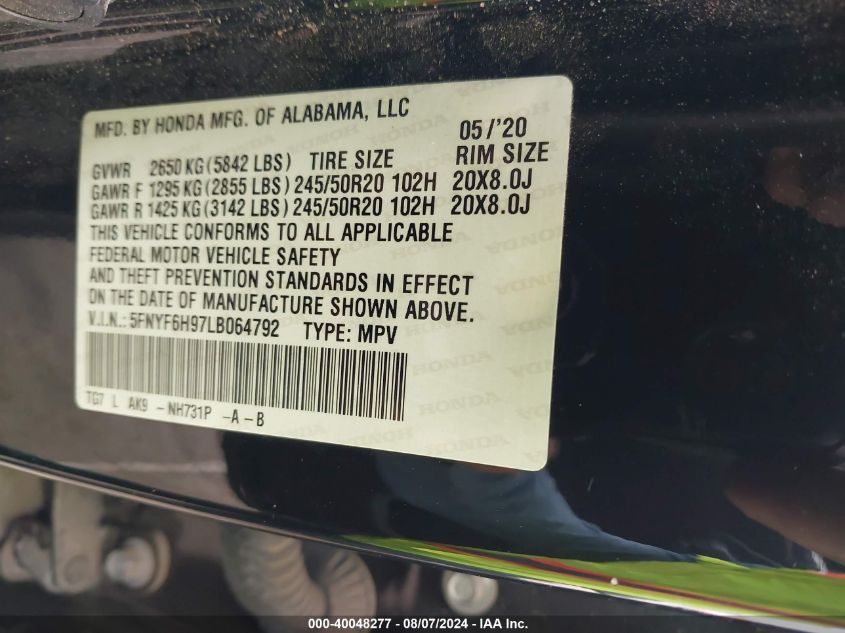 MFD. BY HONDA MFG. OF ALABAMA, LLC
05/'20
GVWR 2650 KG (5842 LBS) TIRE SIZE RIM SIZE
GAWR F 1295 KG (2855 LBS) 245/50R20 102H 20X8.0J
GAWR R 1425 KG (3142 LBS) 245/50R20 102H 20X8.0J
THIS VEHICLE CONFORMS TO ALL APPLICABLE
FEDERAL MOTOR VEHICLE SAFETY
AND THEFT PREVENTION STANDARDS IN EFFECT
ON THE DATE OF MANUFACTURE SHOWN ABOVE.
V.I.N.: 5FNYF6H97LB064792 TYPE: MPV
TG7 L AK9 -NH731P -A-B
000-40048277 - 08/07/2024 - IAA Inc.